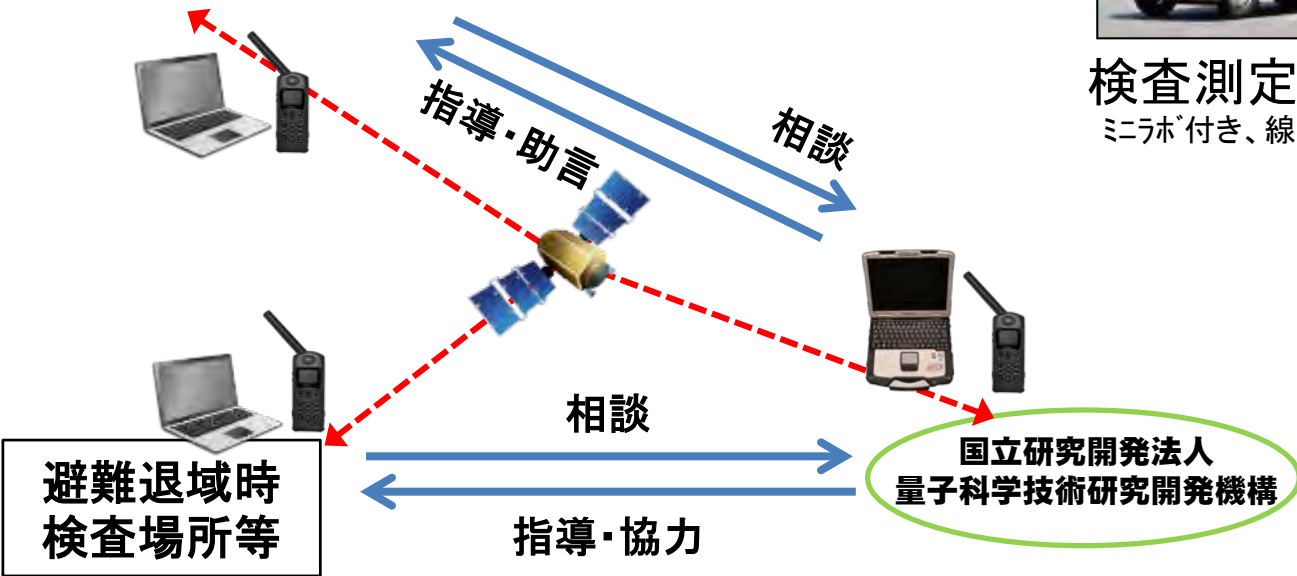 検査測定
ミニラボ付き、線
相談
指導・助言
相談
国立研究開発法人
量子科学技術研究開発機構
避難退域時
検査場所等
指導・協力